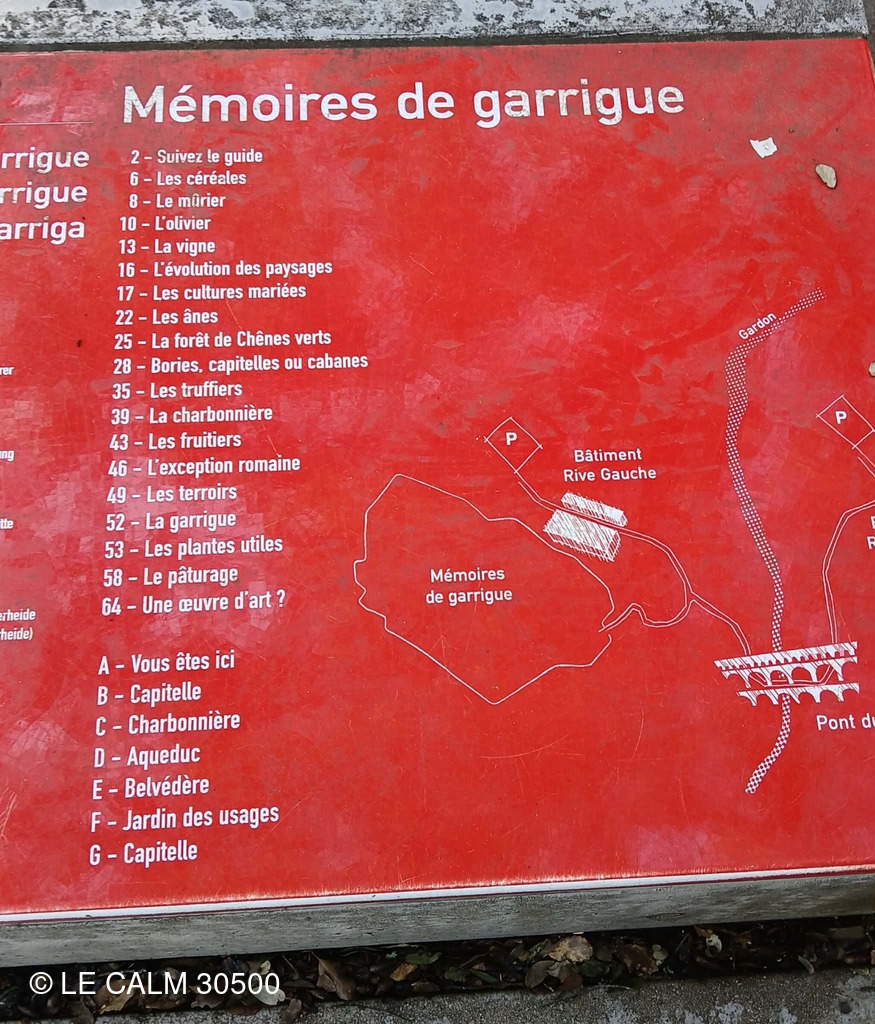 Mémoires de garrigue
rrigue
rrigue
arriga
rer
ung
erheide
heide)
2 – Suivez le guide
6 – Les céréales
8 – Le mûrier
10 – L'olivier
13 – La vigne
16 – L'évolution des paysages
17 – Les cultures mariées
22 – Les ânes
25 – La forêt de Chênes verts
28 – Bories, capitelles ou cabanes
35 – Les truffiers
39 – La charbonnière
43 – Les fruitiers
46 – L'exception romaine
49 – Les terroirs
52 – La garrigue
53 – Les plantes utiles
58 – Le pâturage
64 – Une œuvre d'art ?
A – Vous êtes ici
B – Capitelle
C – Charbonnière
D – Aqueduc
E – Belvédère
F – Jardin des usages
G – Capitelle
Gardon
P
P
Bâtiment
Rive Gauche
Mémoires
de garrigue
Pont du
© LE CALM 30500